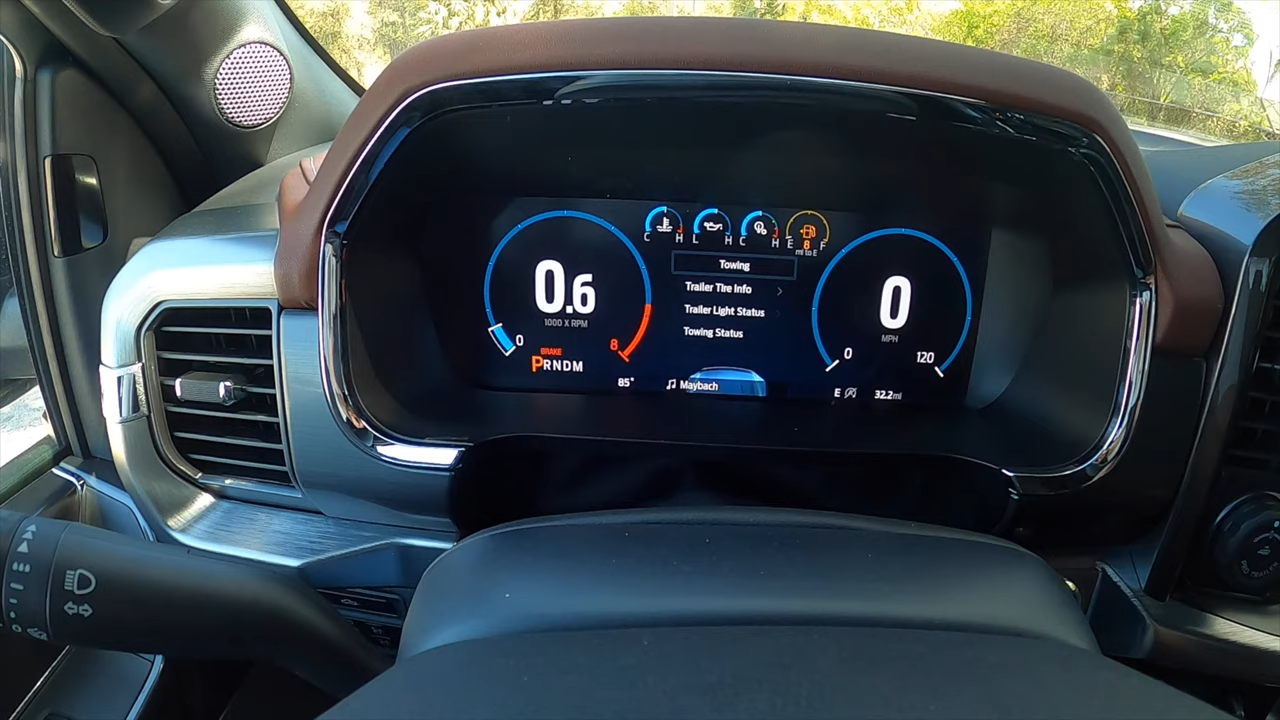 C H L H C H E F
8
mi to E
Towing
Trailer Tire Info
Trailer Light Status
Towing Status
0.6
1000 X RPM
0
8
BRAKE
PRNDM
85°
Maybach
0
MPH
0
120
E
32.2mi